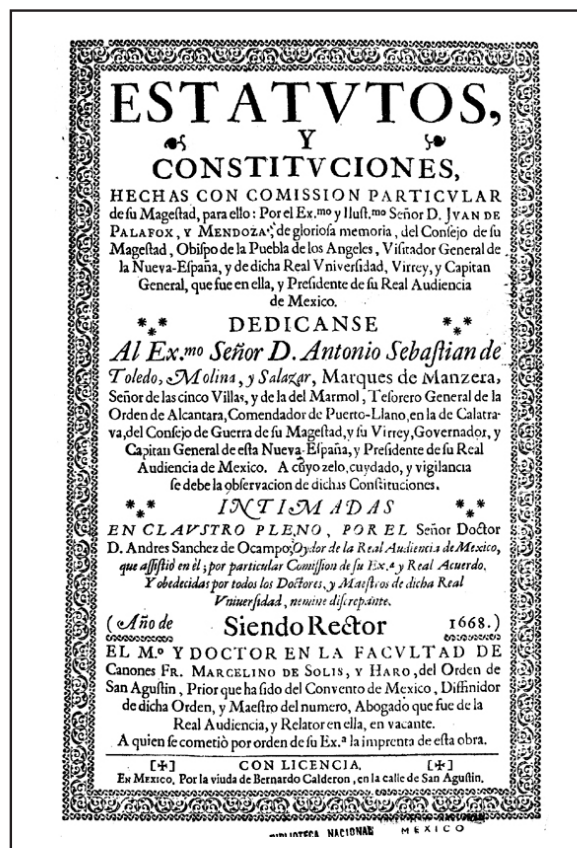 ESTATVTOS,
Y
CONSTITVCIONES,
HECHAS CON COMISSION PARTICVLAR
de ſu Mageſtad, para ello: Por el Ex.mo y Iluſt.mo Señor D. JVAN DE
PALAFOX, Y MENDOZA, de glorioſa memoria, del Conſejo de ſu
Mageſtad, Obiſpo de la Puebla de los Angeles, Viſitador General de
la Nueva-Eſpaña, y de dicha Real Vniverſidad, Virrey, y Capitan
General, que fue en ella, y Preſidente de ſu Real Audiencia
de Mexico.
DEDICANSE
Al Ex.mo Señor D. Antonio Sebaſtian de
Toledo, Molina, y Salazar, Marques de Manzera,
Señor de las cinco Villas, y de la del Marmol, Teſorero General de la
Orden de Alcantara, Comendador de Puerto-Llano, en la de Calatra-
va, del Conſejo de Guerra de ſu Mageſtad, y ſu Virrey, Governador, y
Capitan General de eſta Nueva-Eſpaña, y Preſidente de ſu Real
Audiencia de Mexico. A cuyo zelo, cuydado, y vigilancia
ſe debe la obſervacion de dichas Conſtituciones.
INTIMADAS
EN CLAVSTRO PLENO, POR EL Señor Doctor
D. Andres Sanchez de Ocampo, Oydor de la Real Audiencia de Mexico,
que aſſiſtió en èl; por particular Comiſſion de ſu Ex.a y Real Acuerdo.
Y obedecidas por todos los Doctores, y Maeſtros de dicha Real
Vniuerſidad, nemine diſcrepante.
(Año de Siendo Rector 1668.)
EL M.o Y DOCTOR EN LA FACVLTAD DE
Canones FR. MARCELINO DE SOLIS, Y HARO, del Orden de
San Aguſtin, Prior que ha ſido del Convento de Mexico, Diffinidor
de dicha Orden, y Maeſtro del numero, Abogado que fue de la
Real Audiencia, y Relator en ella, en vacante.
A quien ſe cometiò por orden de ſu Ex.a la imprenta de eſta obra.
[✠] CON LICENCIA. [✠]
En MEXICO, Por la viuda de Bernardo Calderon, en la calle de San Aguſtin.
BIBLIOTECA NACIONAL
MEXICO